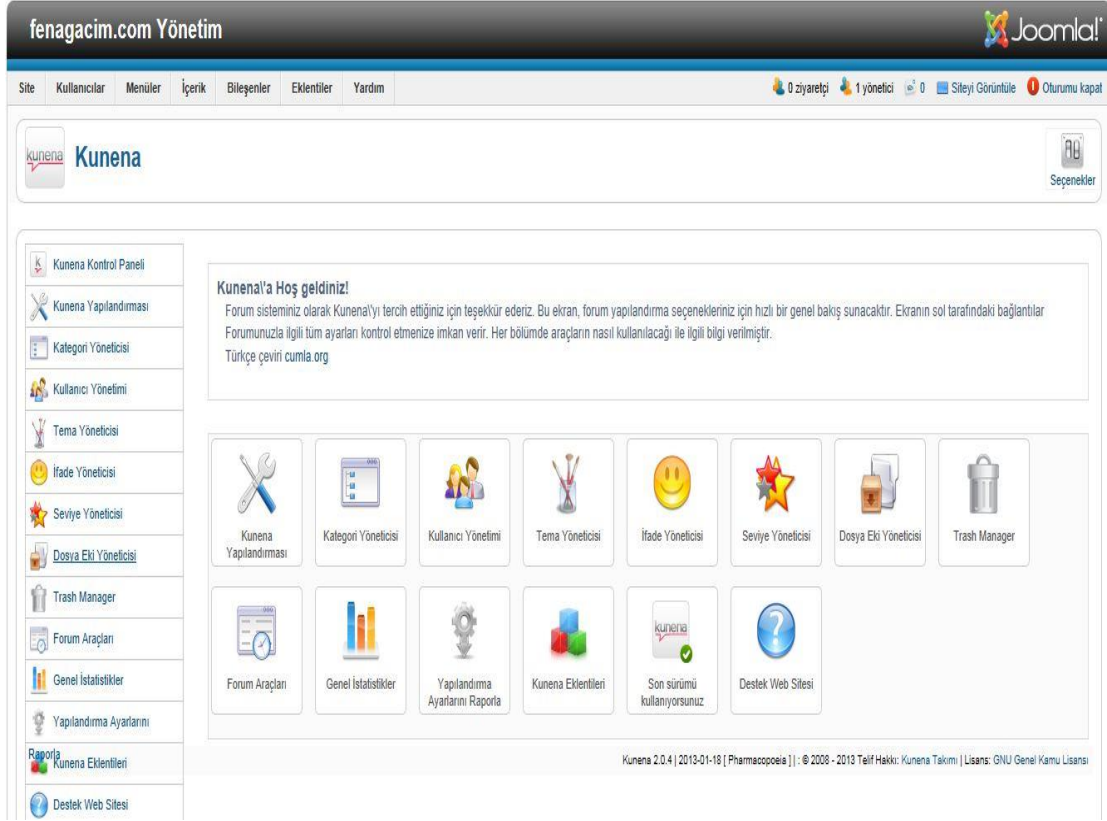 fenagacim.com Yönetim
Joomla!
Site Kullanıcılar Menüler İçerik Bileşenler Eklentiler Yardım
0 ziyaretçi 1 yönetici 0 Siteyi Görüntüle Oturumu kapat
kunena Kunena
Seçenekler
Kunena Kontrol Paneli
Kunena Yapılandırması
Kategori Yöneticisi
Kullanıcı Yönetimi
Tema Yöneticisi
İfade Yöneticisi
Seviye Yöneticisi
Dosya Eki Yöneticisi
Trash Manager
Forum Araçları
Genel İstatistikler
Yapılandırma Ayarlarını
Raporla
Kunena Eklentileri
Destek Web Sitesi
Kunena\'a Hoş geldiniz!
Forum sisteminiz olarak Kunena\'yı tercih ettiğiniz için teşekkür ederiz. Bu ekran, forum yapılandırma seçenekleriniz için hızlı bir genel bakış sunacaktır. Ekranın sol tarafındaki bağlantılar
Forumunuzla ilgili tüm ayarları kontrol etmenize imkan verir. Her bölümde araçların nasıl kullanılacağı ile ilgili bilgi verilmiştir.
Türkçe çeviri cumla.org
Kunena
Yapılandırması
Kategori Yöneticisi
Kullanıcı Yönetimi
Tema Yöneticisi
İfade Yöneticisi
Seviye Yöneticisi
Dosya Eki Yöneticisi
Trash Manager
Forum Araçları
Genel İstatistikler
Yapılandırma
Ayarlarını Raporla
Kunena Eklentileri
kunena
Son sürümü
kullanıyorsunuz
Destek Web Sitesi
Kunena 2.0.4 | 2013-01-18 [ Pharmacopoeia ] | : © 2008 - 2013 Telif Hakkı: Kunena Takımı | Lisans: GNU Genel Kamu Lisansı